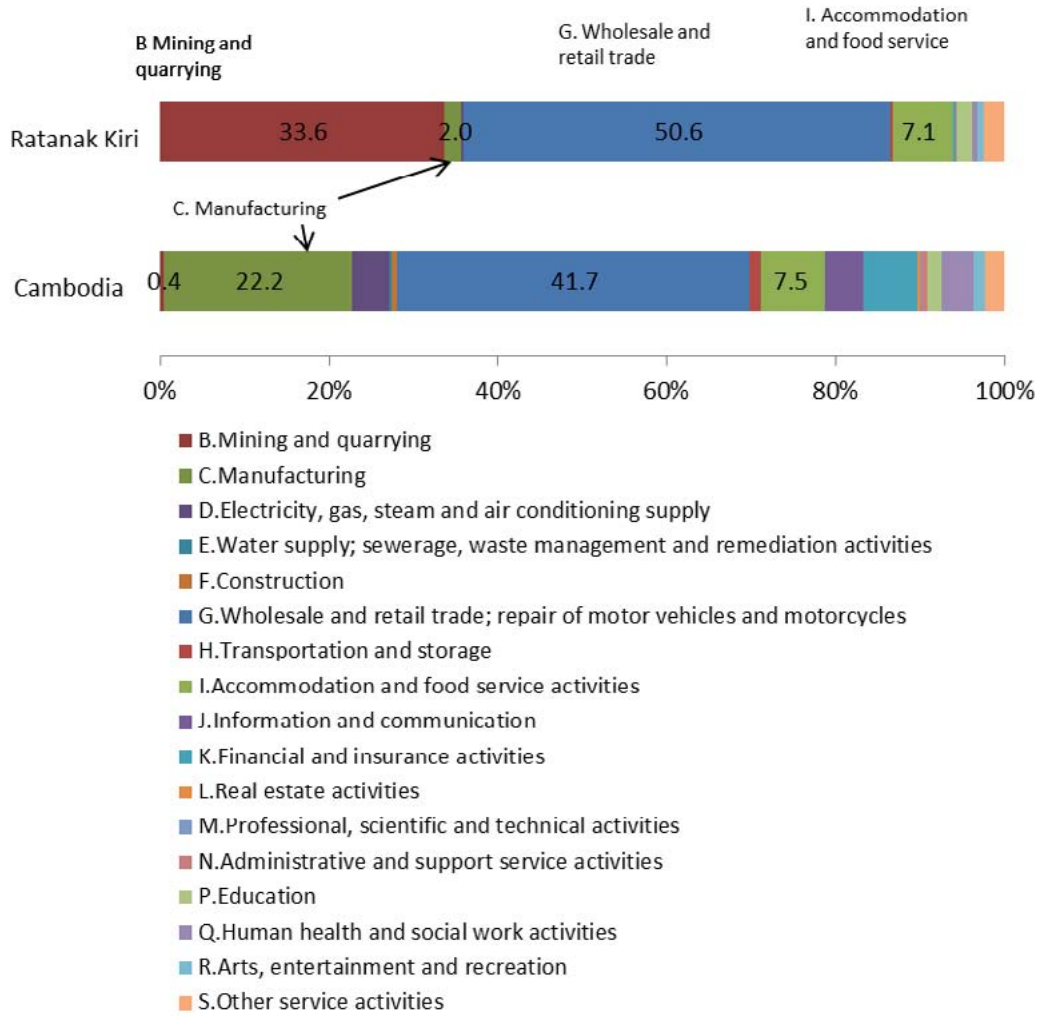 B Mining and
quarrying
G. Wholesale and
retail trade
I. Accommodation
and food service
Ratanak Kiri
33.6
2.0
50.6
7.1
C. Manufacturing
Cambodia
0.4
22.2
41.7
7.5
0%
20%
40%
60%
80%
100%
B.Mining and quarrying
C.Manufacturing
D.Electricity, gas, steam and air conditioning supply
E.Water supply; sewerage, waste management and remediation activities
F.Construction
G.Wholesale and retail trade; repair of motor vehicles and motorcycles
H.Transportation and storage
I.Accommodation and food service activities
J.Information and communication
K.Financial and insurance activities
L.Real estate activities
M.Professional, scientific and technical activities
N.Administrative and support service activities
P.Education
Q.Human health and social work activities
R.Arts, entertainment and recreation
S.Other service activities